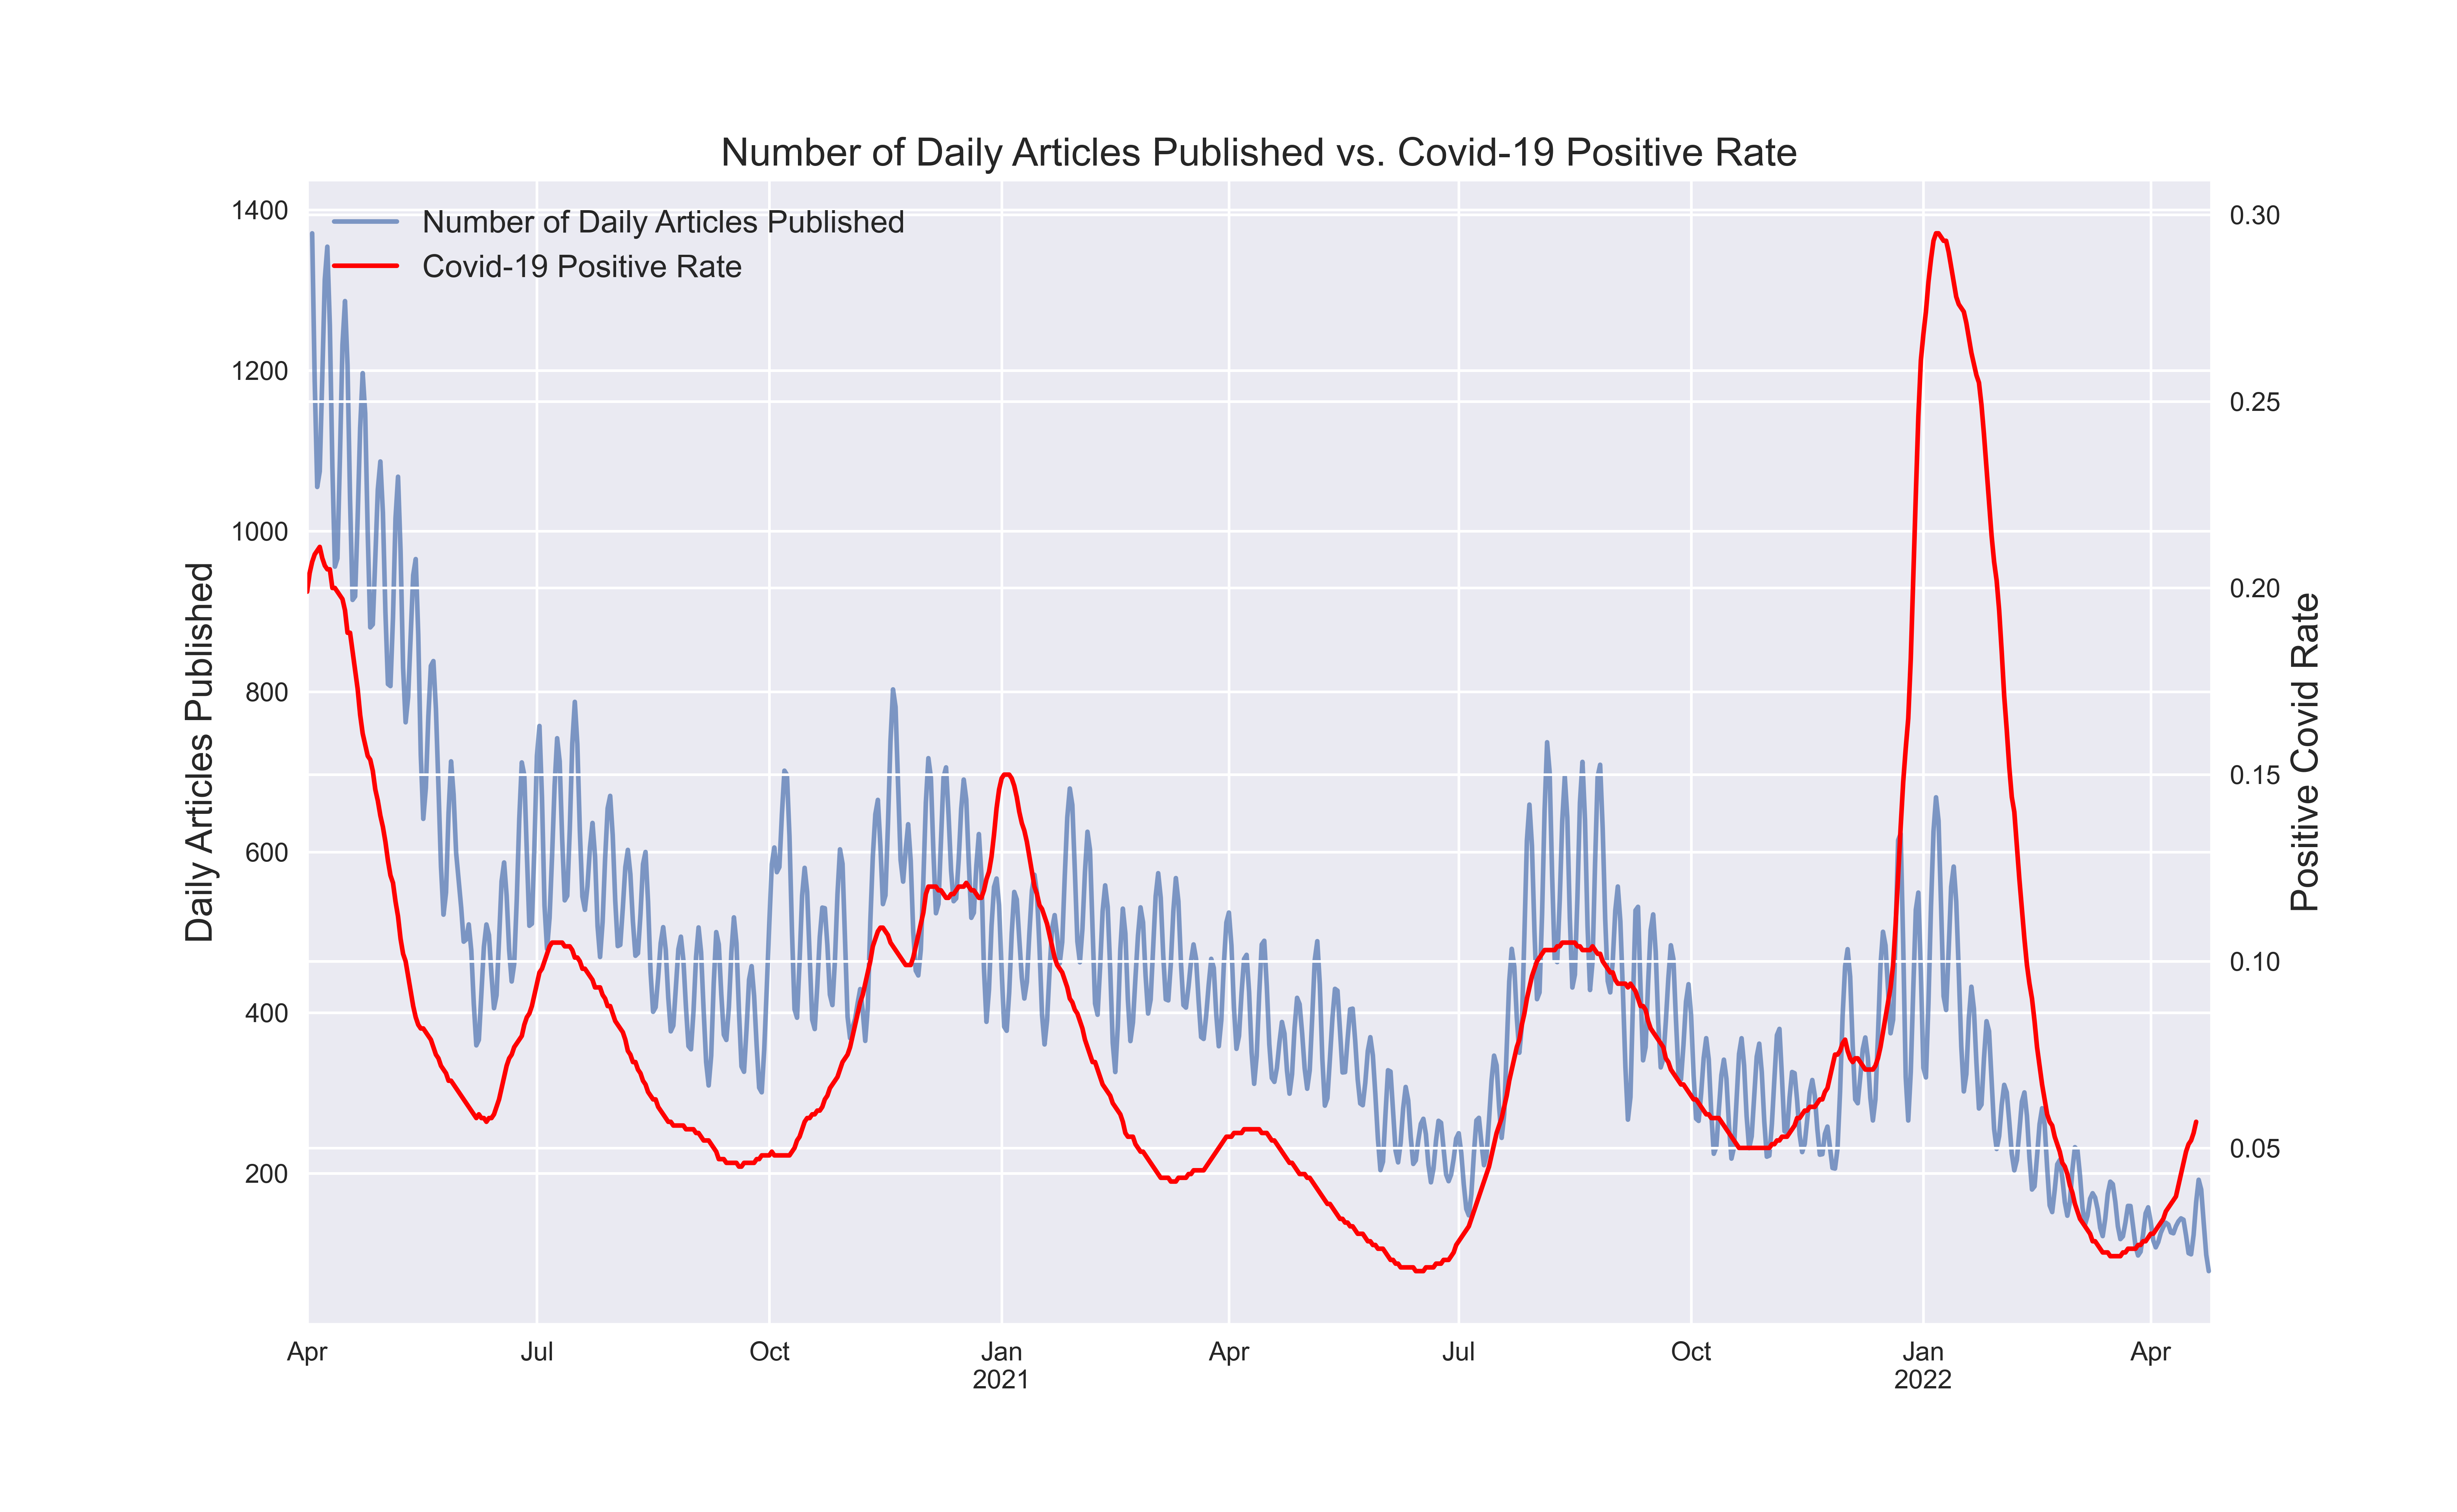 Number of Daily Articles Published vs. Covid-19 Positive Rate
Number of Daily Articles Published
Covid-19 Positive Rate
Daily Articles Published
1400
1200
1000
800
600
400
200
Positive Covid Rate
0.30
0.25
0.20
0.15
0.10
0.05
Apr Jul Oct Jan Apr Jul Oct Jan Apr
2021 2022